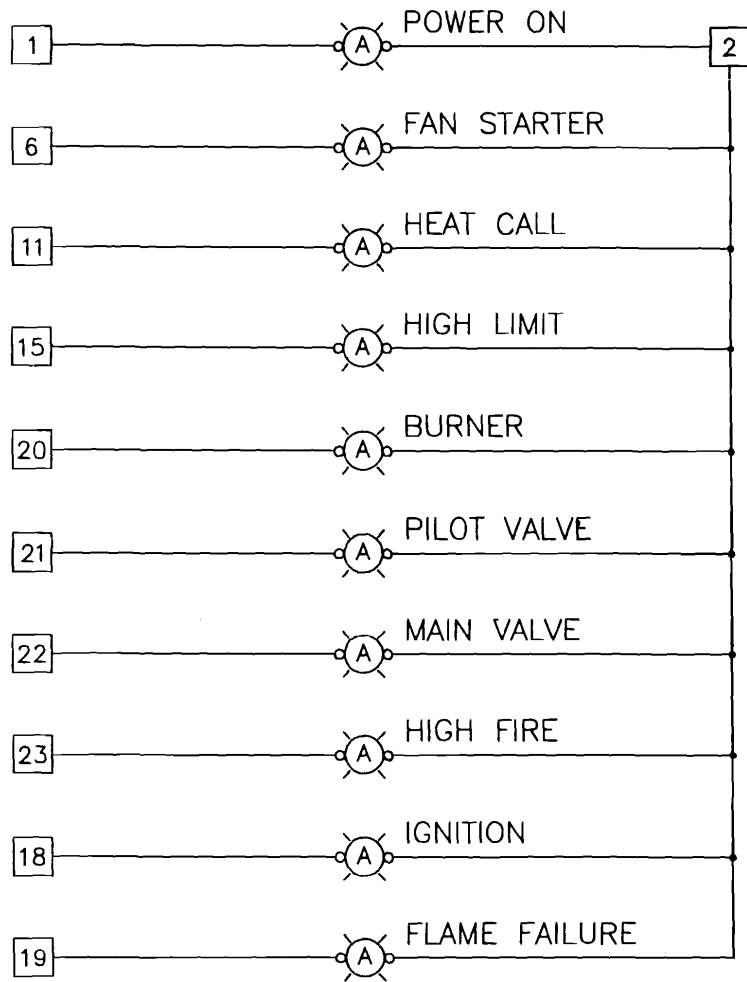 POWER ON
1 A 2
FAN STARTER
6 A
HEAT CALL
11 A
HIGH LIMIT
15 A
BURNER
20 A
PILOT VALVE
21 A
MAIN VALVE
22 A
HIGH FIRE
23 A
IGNITION
18 A
FLAME FAILURE
19 A